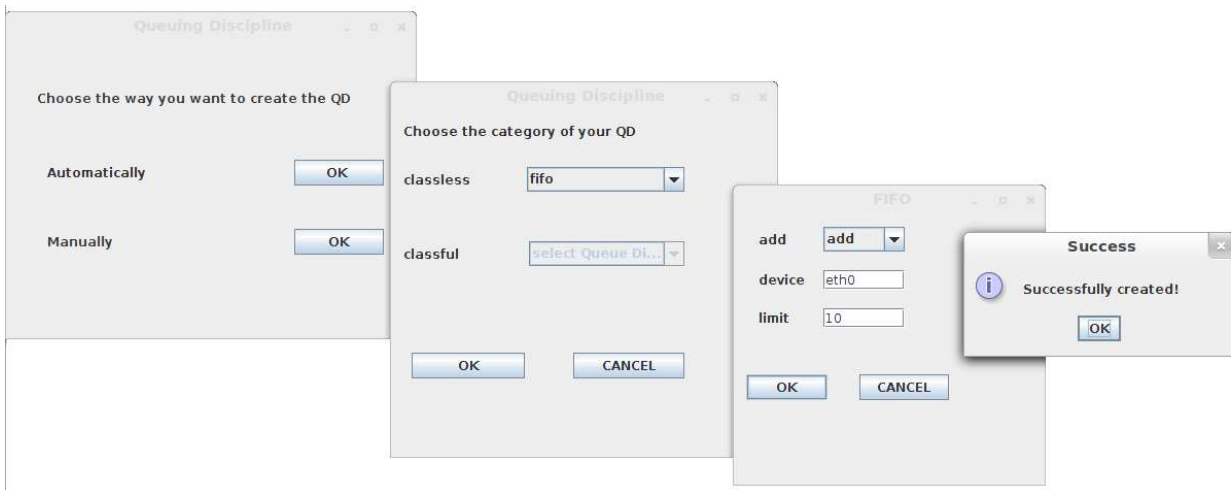 Queuing Discipline
Choose the way you want to create the QD
Automatically OK
Manually OK
Queuing Discipline
Choose the category of your QD
classless fifo
classful select Queue Di...
OK CANCEL
FIFO
add add
device eth0
limit 10
OK CANCEL
Success
Successfully created!
OK